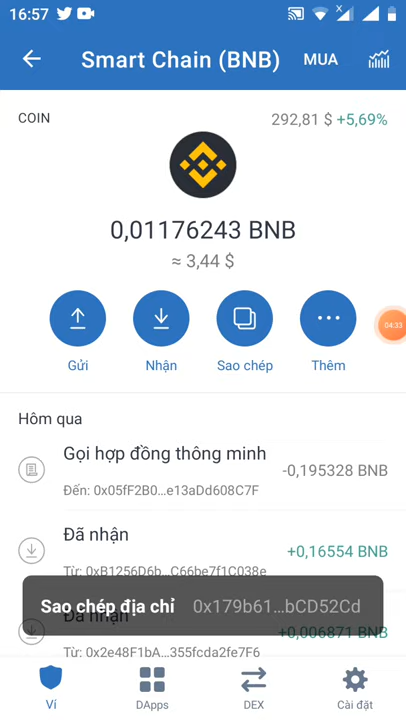 16:57
Smart Chain (BNB) MUA
COIN 292,81 $ +5,69%
0,01176243 BNB
≈ 3,44 $
04:33
Gửi Nhận Sao chép Thêm
Hôm qua
Gọi hợp đồng thông minh -0,195328 BNB
Đến: 0x05fF2B0...e13aDd608C7F
Đã nhận +0,16554 BNB
Từ: 0xB1256D6b...C66be7f1C038e
Sao chép địa chỉ 0x179b61...bCD52Cd
Đã nhận +0,006871 BNB
Từ: 0x2e48F1bA...355fcda2fe7F6
Ví DApps DEX Cài đặt